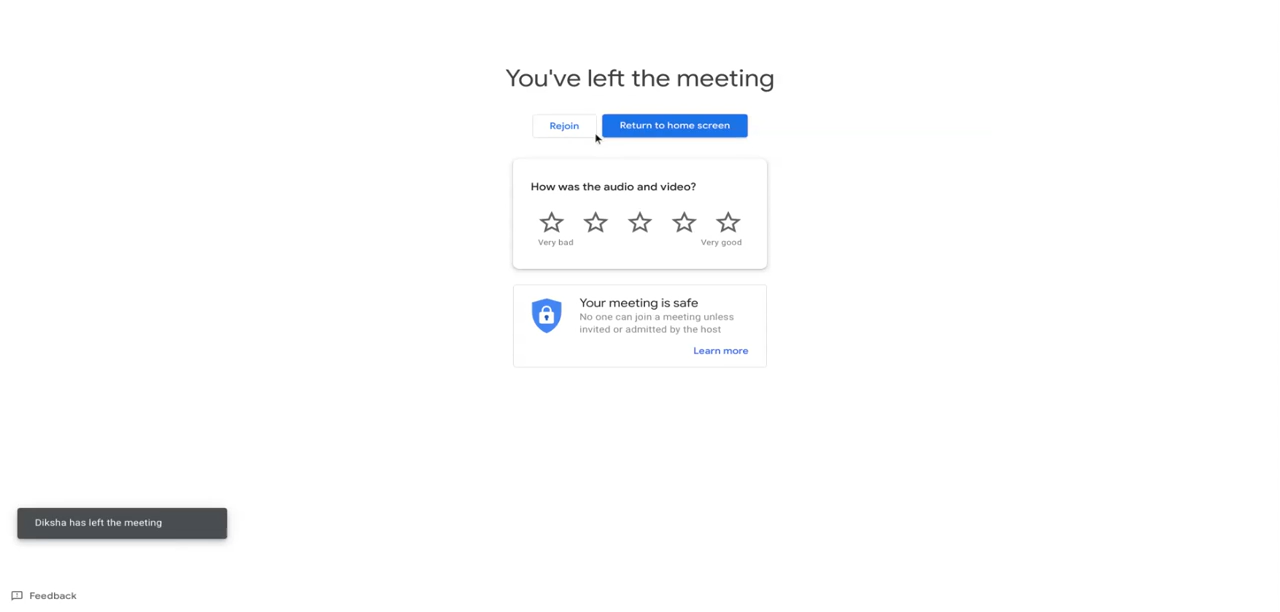 You've left the meeting
Rejoin
Return to home screen
How was the audio and video?
Very bad
Very good
Your meeting is safe
No one can join a meeting unless
invited or admitted by the host
Learn more
Diksha has left the meeting
Feedback